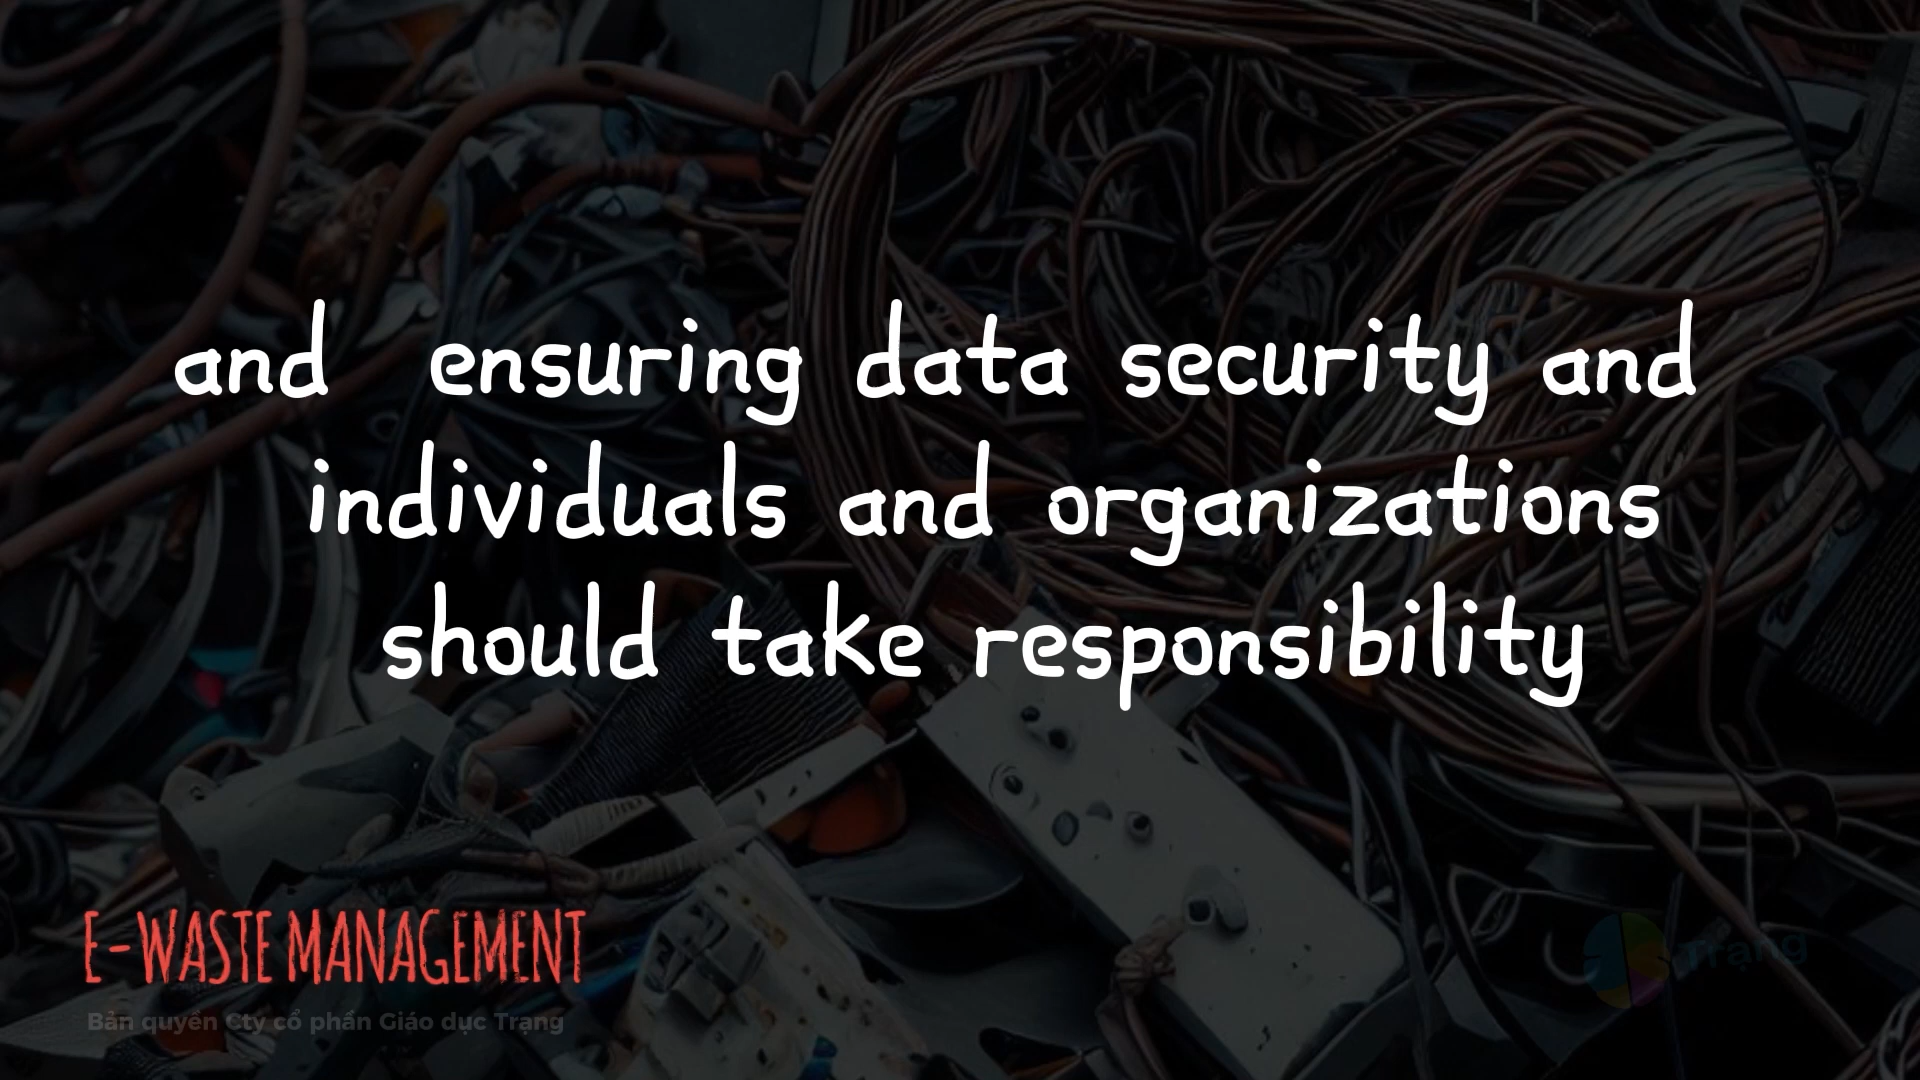 and ensuring data security and
individuals and organizations
should take responsibility
E-WASTE MANAGEMENT
Bản quyền Cty cổ phần Giáo dục Trạng
Trạng